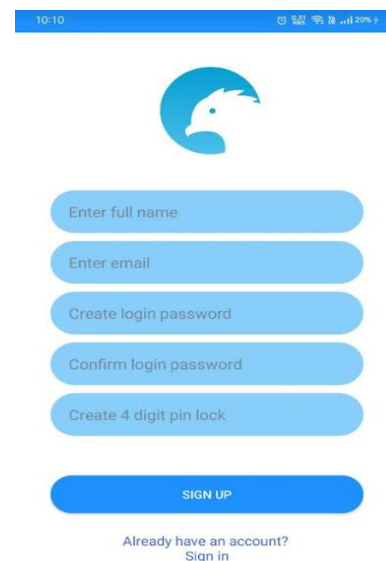 10:10
20%
Enter full name
Enter email
Create login password
Confirm login password
Create 4 digit pin lock
SIGN UP
Already have an account?
Sign in